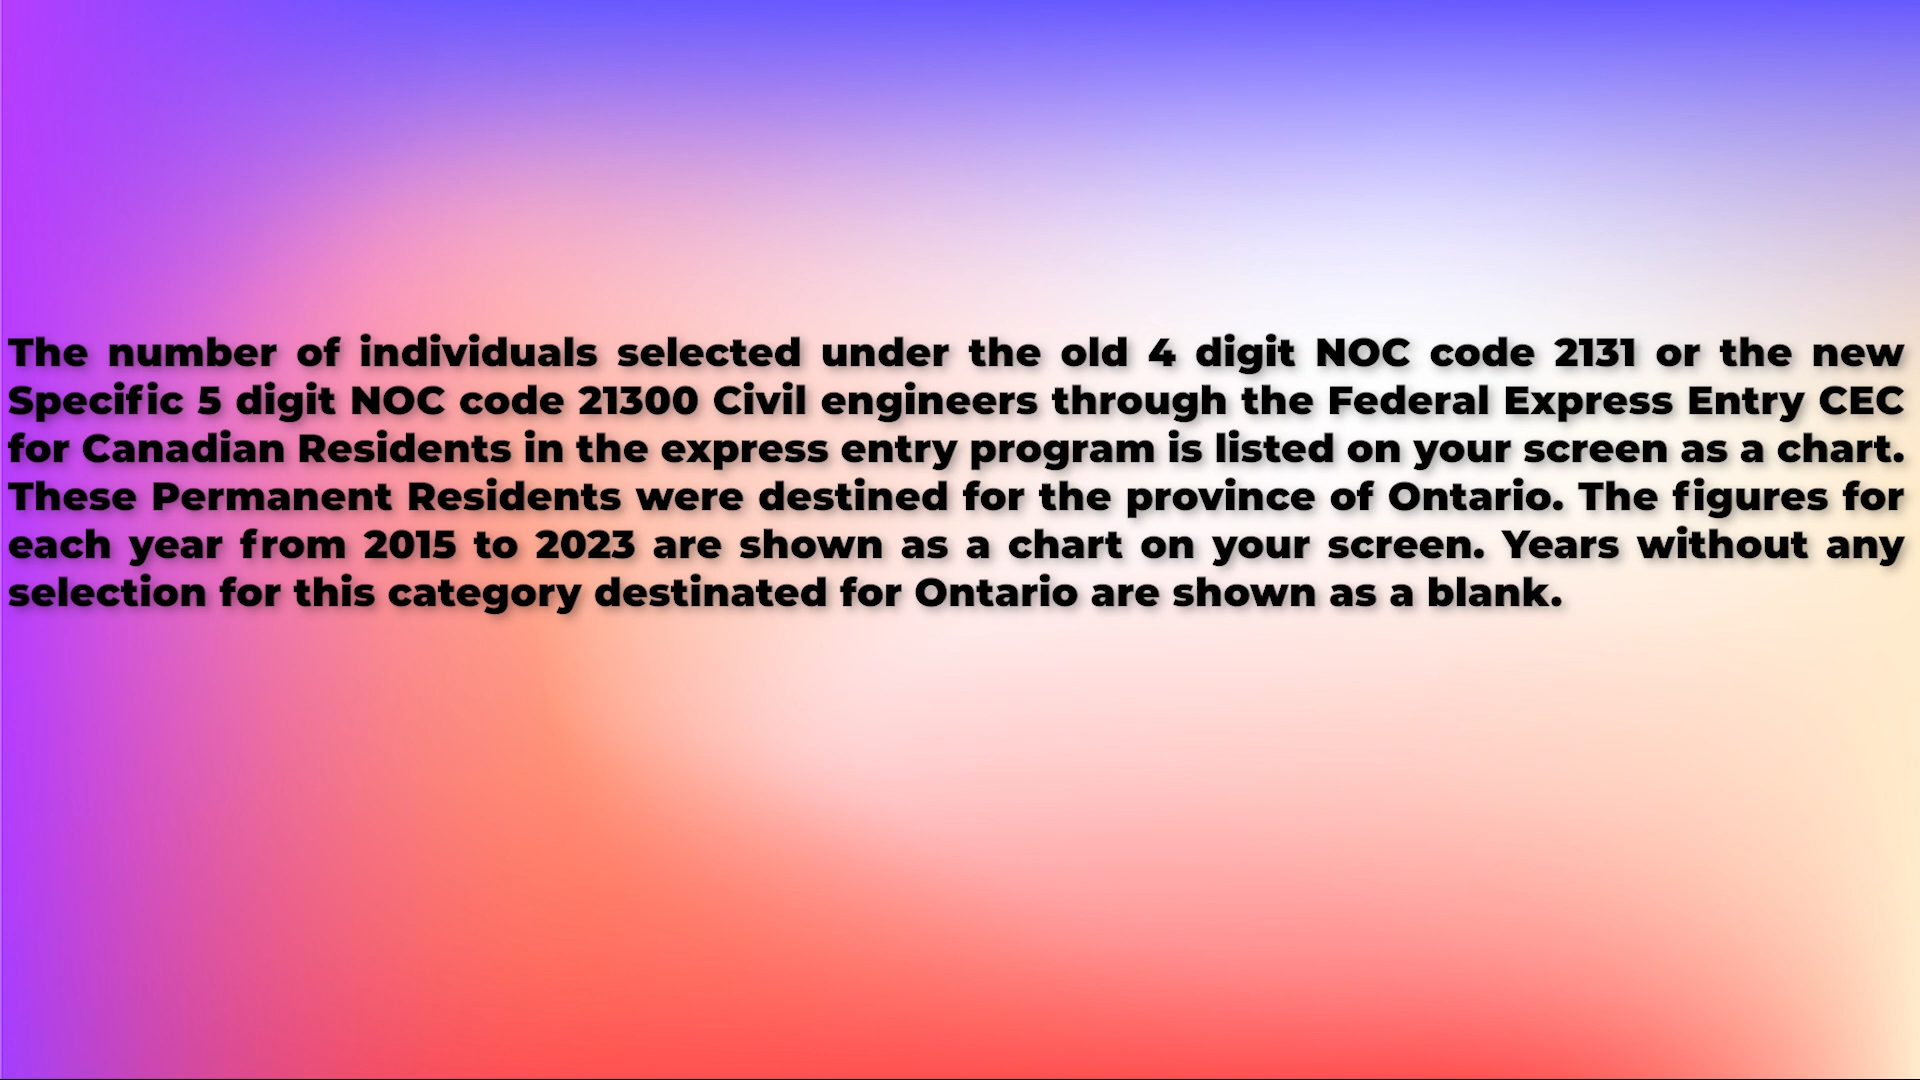 The number of individuals selected under the old 4 digit NOC code 2131 or the new
Specific 5 digit NOC code 21300 Civil engineers through the Federal Express Entry CEC
for Canadian Residents in the express entry program is listed on your screen as a chart.
These Permanent Residents were destined for the province of Ontario. The figures for
each year from 2015 to 2023 are shown as a chart on your screen. Years without any
selection for this category destinated for Ontario are shown as a blank.